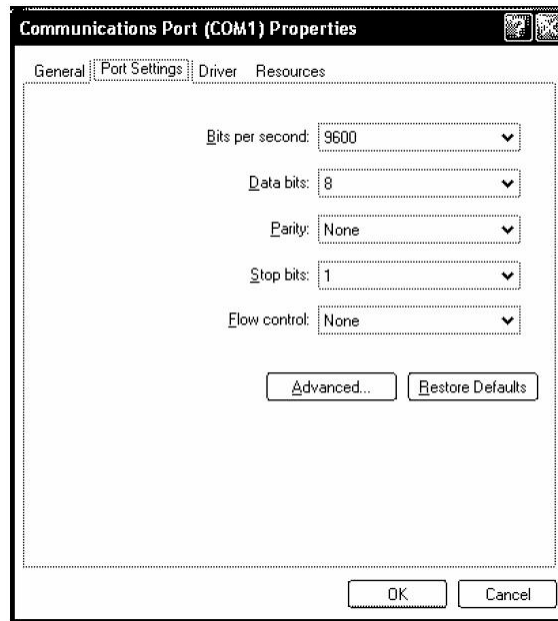 Communications Port (COM1) Properties
General Port Settings Driver Resources
Bits per second: 9600
Data bits: 8
Parity: None
Stop bits: 1
Flow control: None
Advanced... Restore Defaults
OK Cancel